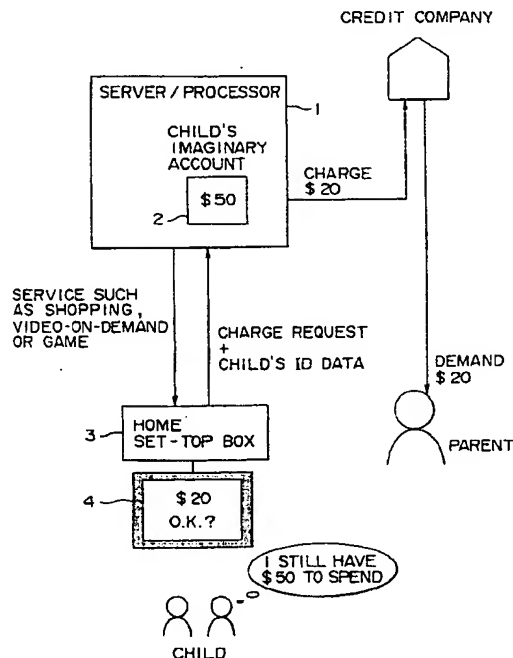 CREDIT COMPANY
SERVER/PROCESSOR
1
CHILD'S
IMAGINARY
ACCOUNT
$50
2
CHARGE
$20
SERVICE SUCH
AS SHOPPING,
VIDEO-ON-DEMAND
OR GAME
CHARGE REQUEST
+
CHILD'S ID DATA
DEMAND
$20
3
HOME
SET-TOP BOX
PARENT
4
$20
O.K.?
I STILL HAVE
$50 TO SPEND
CHILD